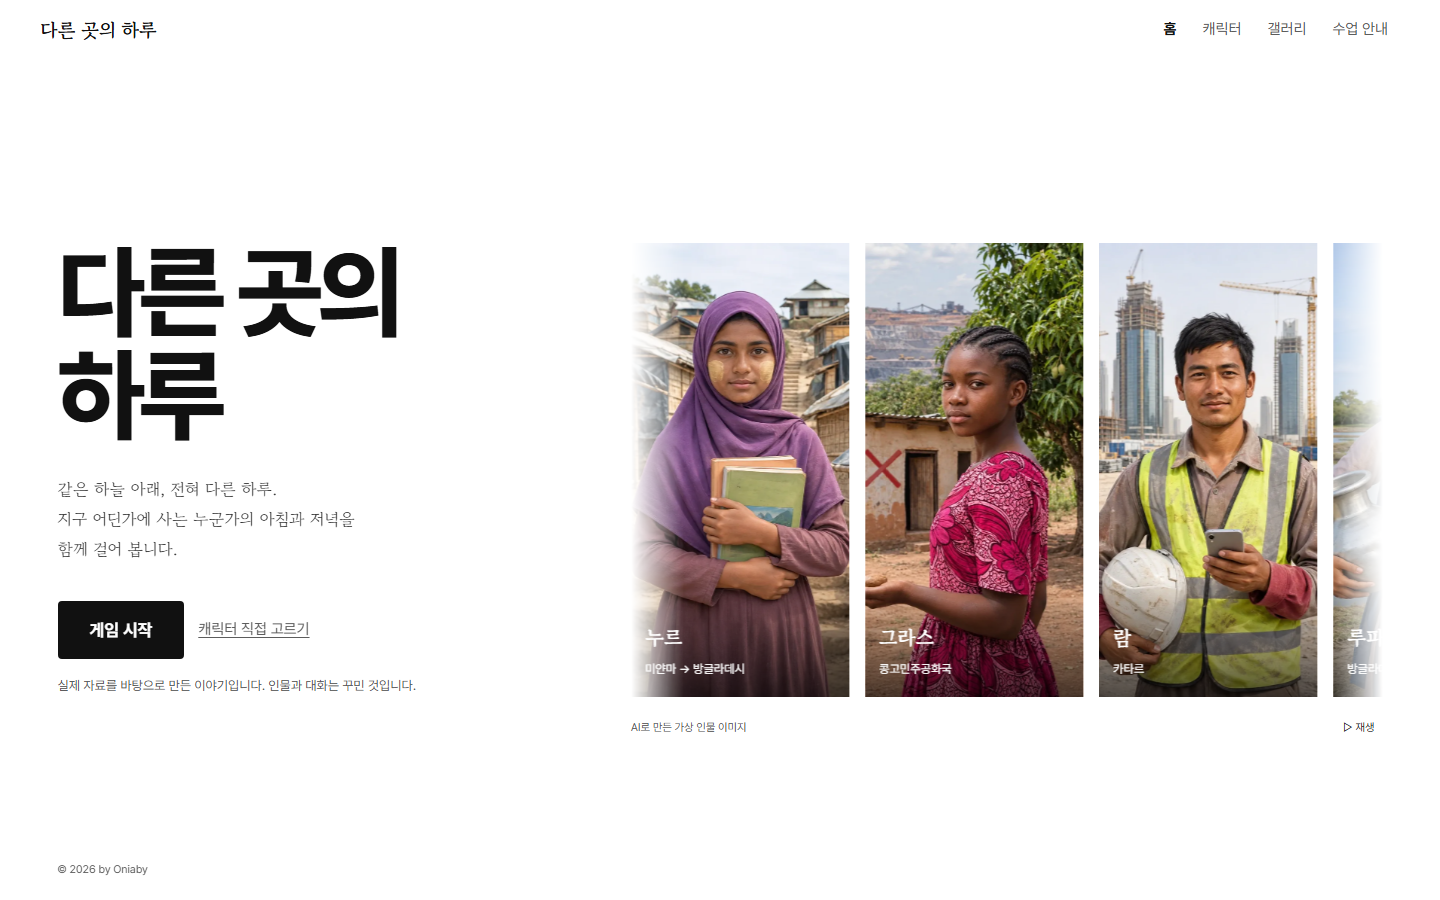 다른 곳의 하루
홈 캐릭터 갤러리 수업 안내
다른 곳의
하루
같은 하늘 아래, 전혀 다른 하루.
지구 어딘가에 사는 누군가의 아침과 저녁을
함께 걸어 봅니다.
게임 시작 캐릭터 직접 고르기
실제 자료를 바탕으로 만든 이야기입니다. 인물과 대화는 꾸민 것입니다.
누르
미얀마 → 방글라데시
그라스
콩고민주공화국
람
카타르
AI로 만든 가상 인물 이미지
▷ 재생
© 2026 by Oniaby